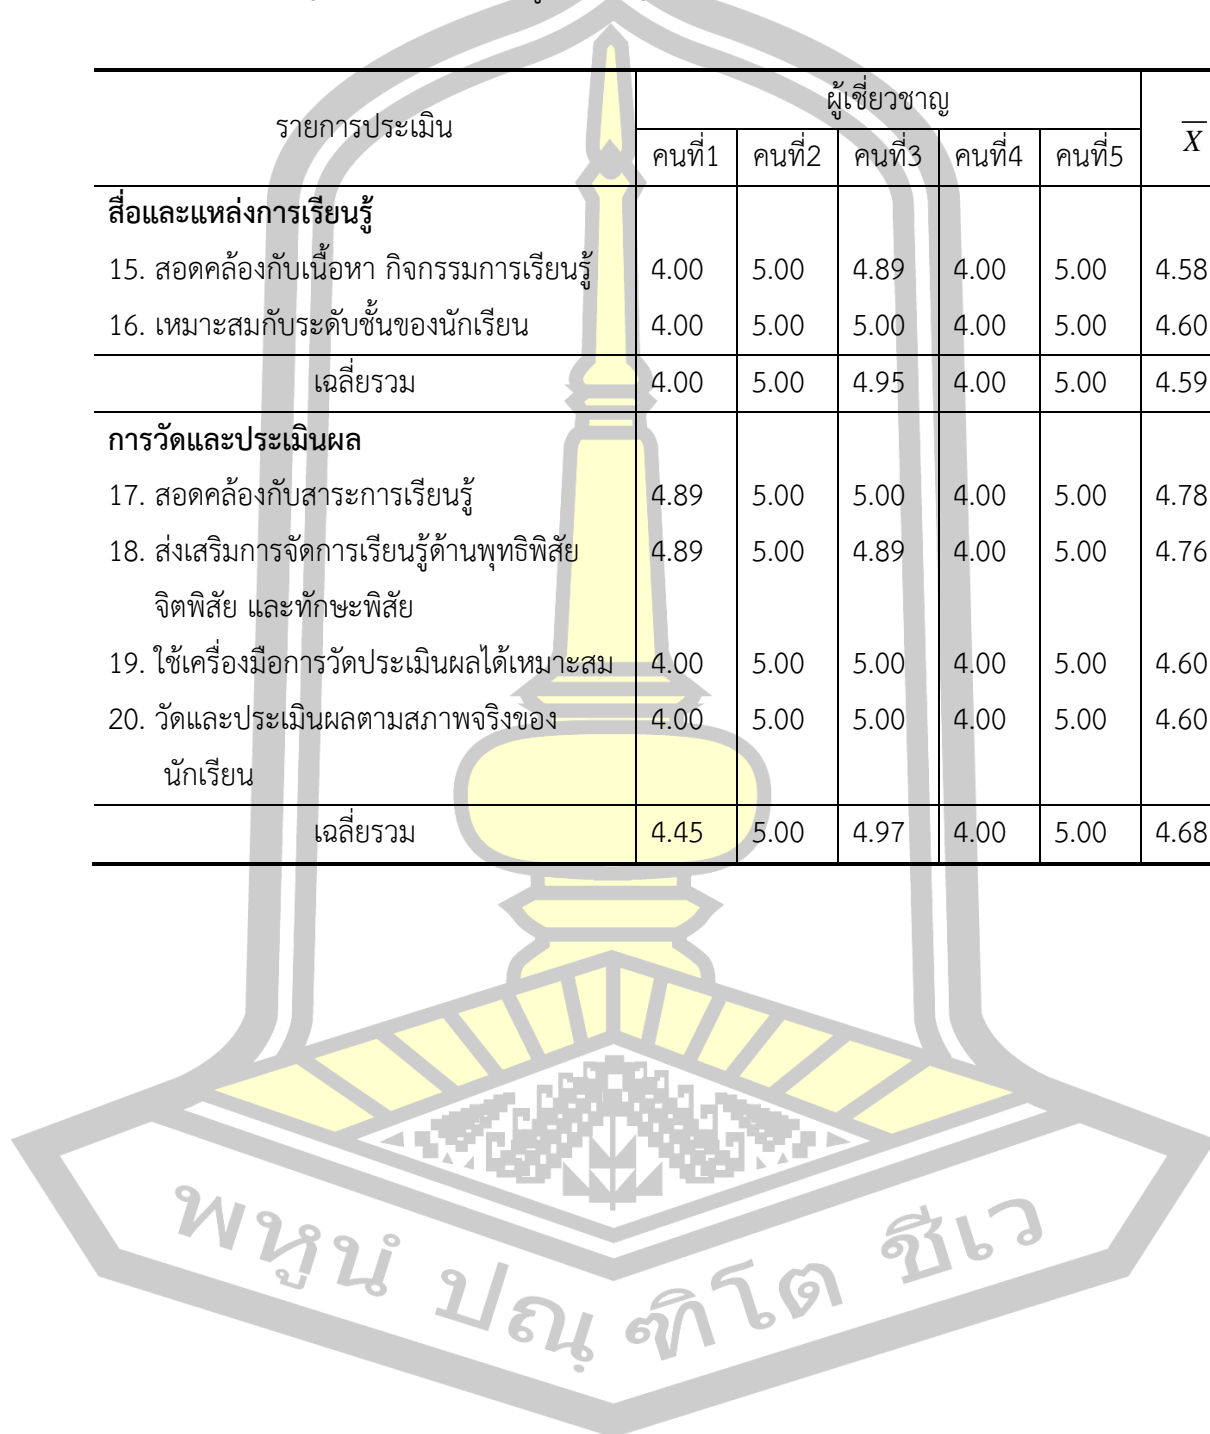 รายการประเมิน ผู้เชี่ยวชาญ X
คนที่1 คนที่2 คนที่3 คนที่4 คนที่5
สื่อและแหล่งการเรียนรู้
15. สอดคล้องกับเนื้อหา กิจกรรมการเรียนรู้ 4.00 5.00 4.89 4.00 5.00 4.58
16. เหมาะสมกับระดับชั้นของนักเรียน 4.00 5.00 5.00 4.00 5.00 4.60
เฉลี่ยรวม 4.00 5.00 4.95 4.00 5.00 4.59
การวัดและประเมินผล
17. สอดคล้องกับสาระการเรียนรู้ 4.89 5.00 5.00 4.00 5.00 4.78
18. ส่งเสริมการจัดการเรียนรู้ด้านพุทธิพิสัย 4.89 5.00 4.89 4.00 5.00 4.76
จิตพิสัย และทักษะพิสัย
19. ใช้เครื่องมือการวัดประเมินผลได้เหมาะสม 4.00 5.00 5.00 4.00 5.00 4.60
20. วัดและประเมินผลตามสภาพจริงของ 4.00 5.00 5.00 4.00 5.00 4.60
นักเรียน
เฉลี่ยรวม 4.45 5.00 4.97 4.00 5.00 4.68
พหูนํ ปณฺฑิโต ชีเว